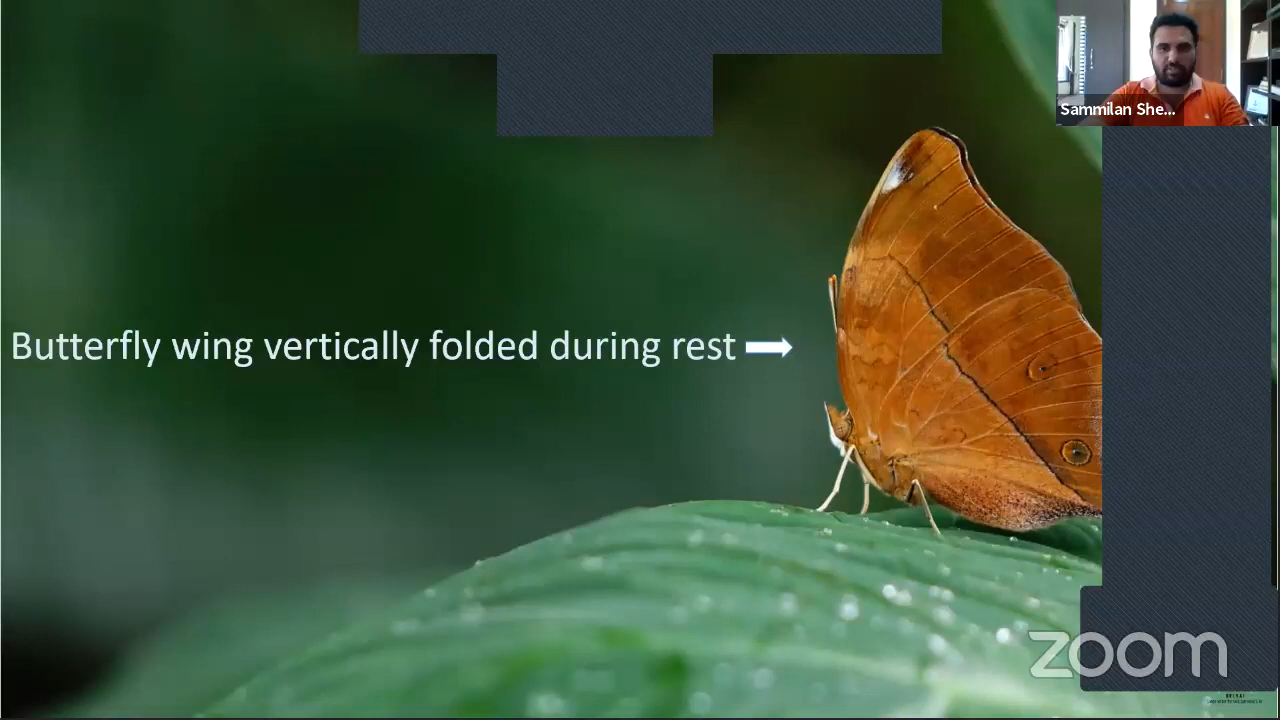 Sammilan She...
Butterfly wing vertically folded during rest
zoom